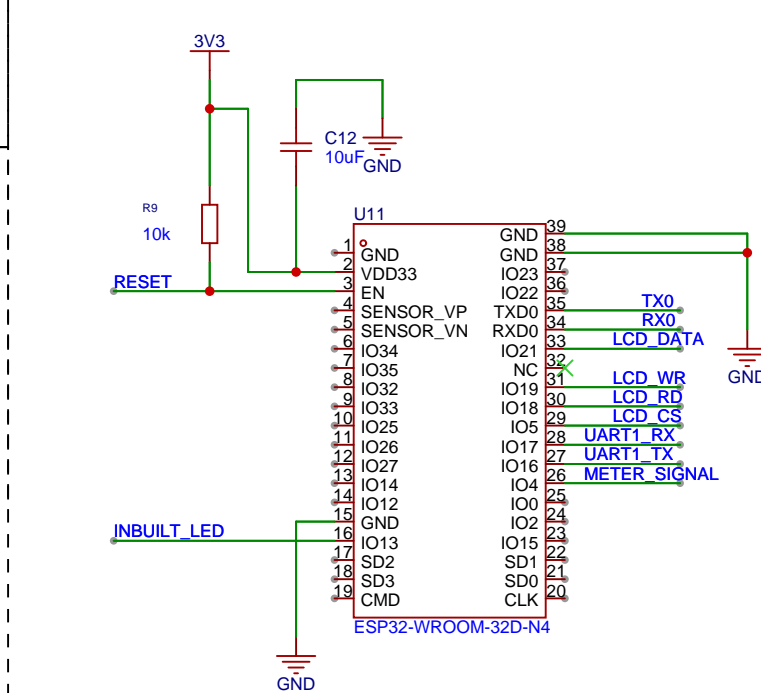 3V3
C12
10uF
GND
R9
10k
U11
RESET
1 GND
2 VDD33
3 EN
4 SENSOR_VP
5 SENSOR_VN
6 IO34
7 IO35
8 IO32
9 IO33
10 IO25
11 IO26
12 IO27
13 IO14
14 IO12
15 GND
INBUILT_LED
16 IO13
17 SD2
18 SD3
19 CMD
GND 39
GND 38
IO23 37
IO22 36
TXD0 35 TX0
RXD0 34 RX0
IO21 33 LCD_DATA
NC 32
IO19 31 LCD_WR
IO18 30 LCD_RD
IO5 29 LCD_CS
IO17 28 UART1_RX
IO16 27 UART1_TX
IO4 26 METER_SIGNAL
IO0 25
IO2 24
IO15 23
SD1 22
SD0 21
CLK 20
GND
ESP32-WROOM-32D-N4
GND